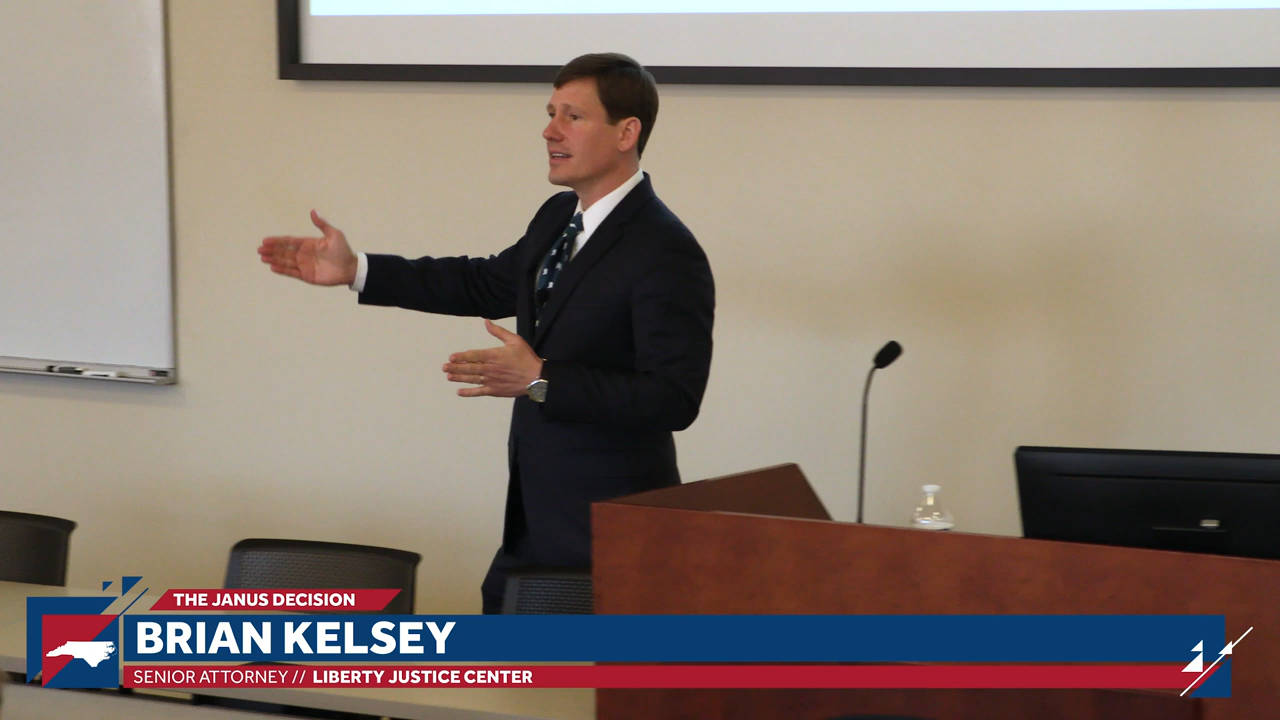 THE JANUS DECISION
BRIAN KELSEY
SENIOR ATTORNEY // LIBERTY JUSTICE CENTER